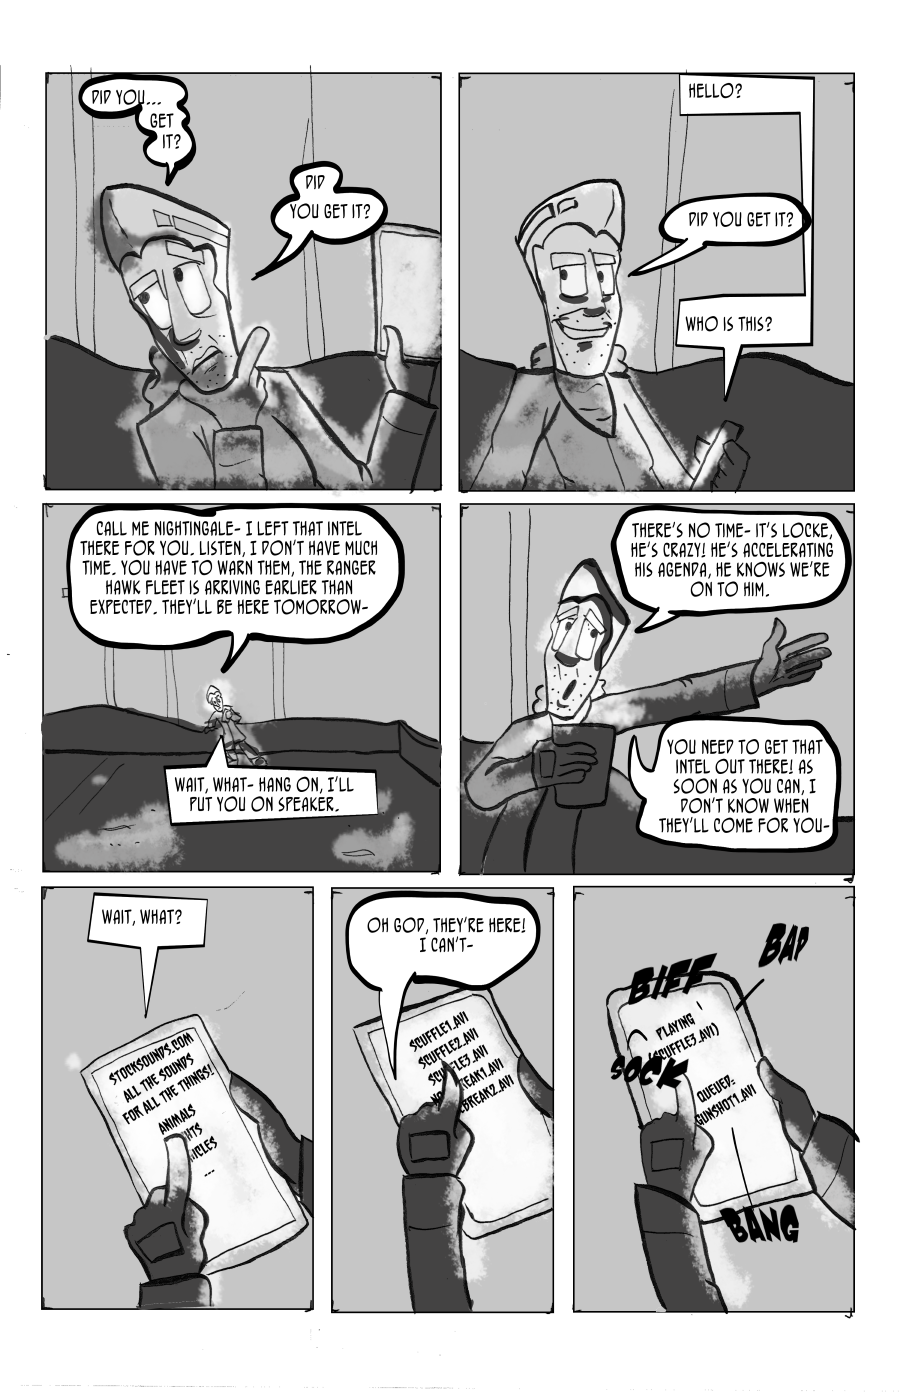 DID YOU...
GET
IT?
DID
YOU GET IT?
HELLO?
DID YOU GET IT?
WHO IS THIS?
CALL ME NIGHTINGALE- I LEFT THAT INTEL
THERE FOR YOU. LISTEN, I DON'T HAVE MUCH
TIME. YOU HAVE TO WARN THEM, THE RANGER
HAWK FLEET IS ARRIVING EARLIER THAN
EXPECTED. THEY'LL BE HERE TOMORROW-
WAIT, WHAT- HANG ON, I'LL
PUT YOU ON SPEAKER.
THERE'S NO TIME- IT'S LOCKE,
HE'S CRAZY! HE'S ACCELERATING
HIS AGENDA, HE KNOWS WE'RE
ON TO HIM.
YOU NEED TO GET THAT
INTEL OUT THERE! AS
SOON AS YOU CAN, I
DON'T KNOW WHEN
THEY'LL COME FOR YOU-
WAIT, WHAT?
STOCKSOUNDS.COM
ALL THE SOUNDS
FOR ALL THE THINGS!
ANIMALS
...
OH GOD, THEY'RE HERE!
I CAN'T-
SCUFFLE1.AVI
SCUFFLE2.AVI
SCUFFLE3.AVI
BIFF
BAP
PLAYING
(SCUFFLE3.AVI)
SOCK
QUEUED:
GUNSHOT1.AVI
BANG